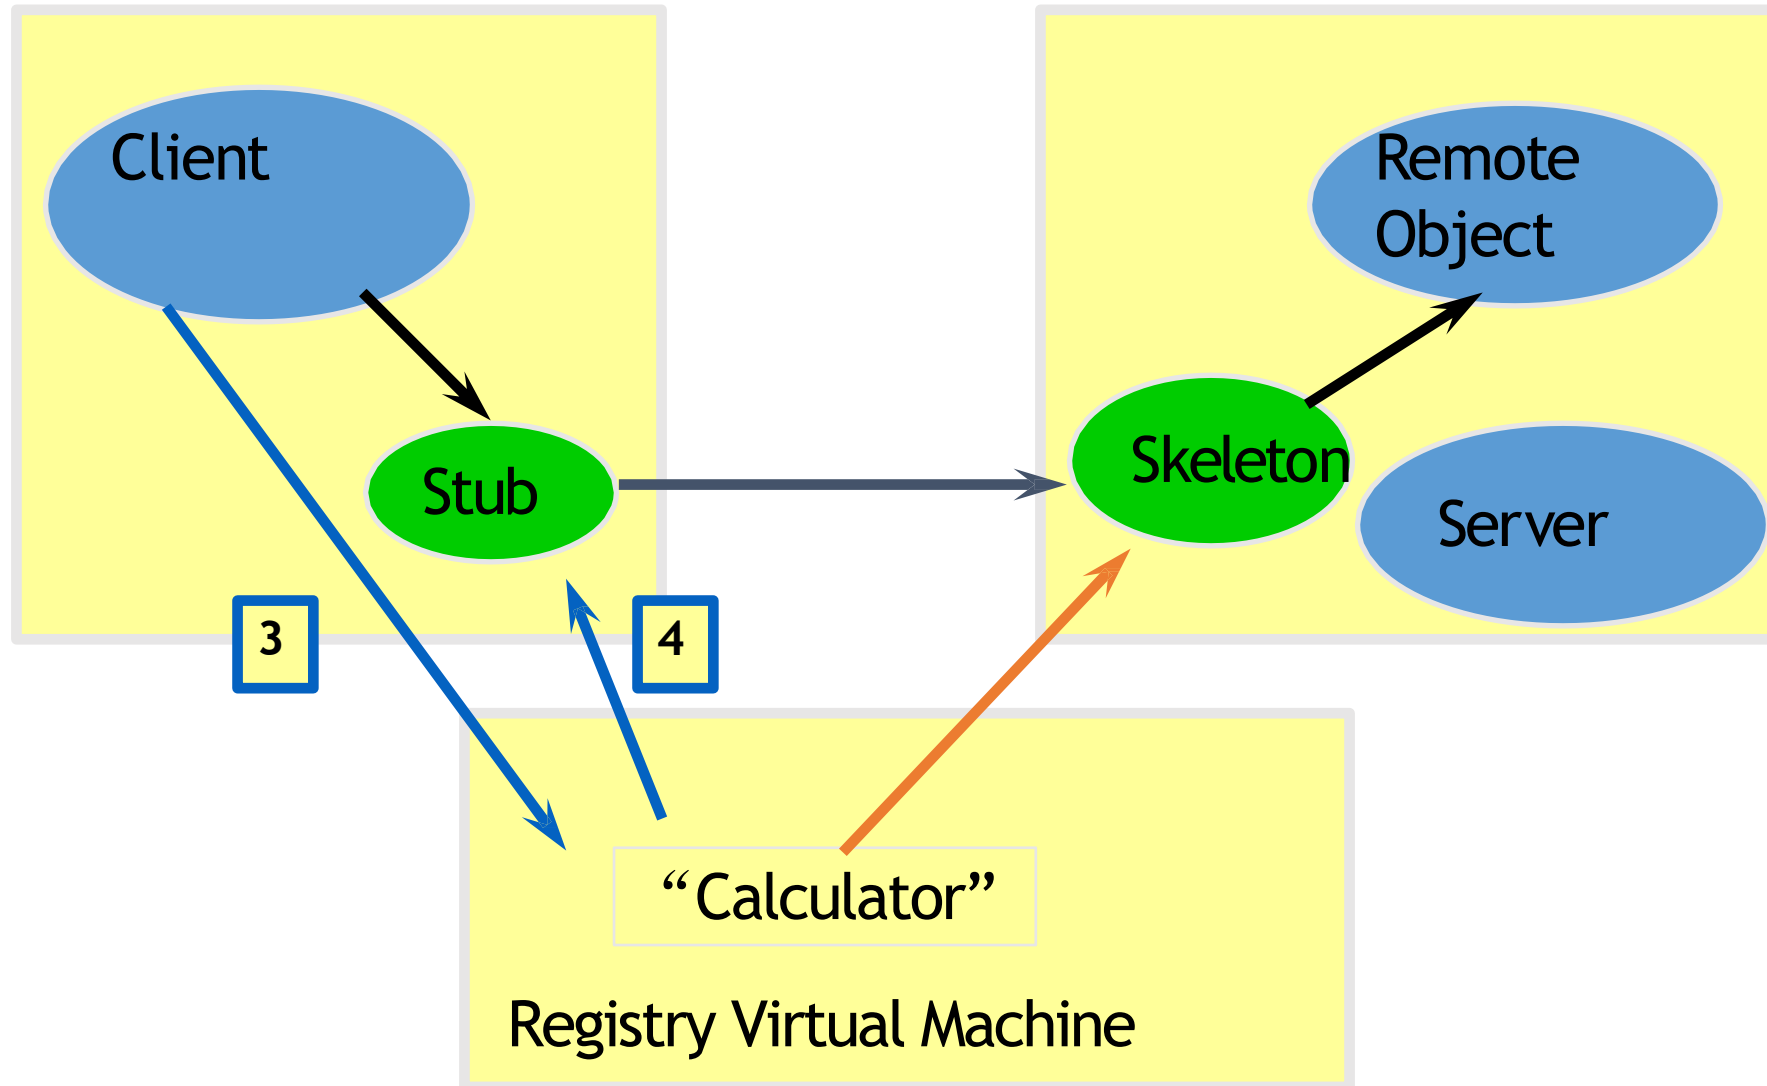 Client
Remote
Object
Stub
Skeleton
Server
3
4
“Calculator”
Registry Virtual Machine